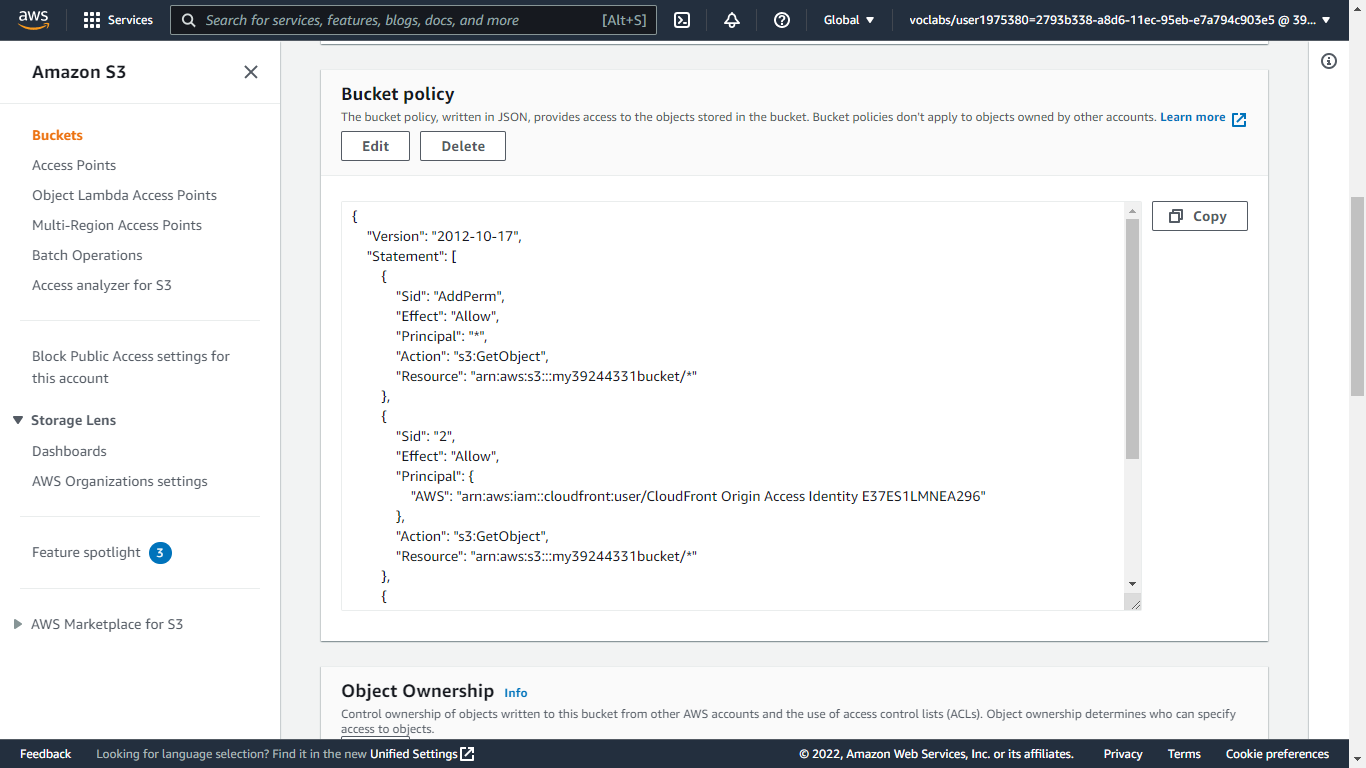 aws Services Search for services, features, blogs, docs, and more [Alt+S] Global voclabs/user1975380=2793b338-a8d6-11ec-95eb-e7a794c903e5 @ 39...
Amazon S3
Buckets
Access Points
Object Lambda Access Points
Multi-Region Access Points
Batch Operations
Access analyzer for S3
Block Public Access settings for
this account
Storage Lens
Dashboards
AWS Organizations settings
Feature spotlight 3
AWS Marketplace for S3
Bucket policy
The bucket policy, written in JSON, provides access to the objects stored in the bucket. Bucket policies don't apply to objects owned by other accounts. Learn more
Edit Delete
Copy
{
"Version": "2012-10-17",
"Statement": [
{
"Sid": "AddPerm",
"Effect": "Allow",
"Principal": "*",
"Action": "s3:GetObject",
"Resource": "arn:aws:s3:::my39244331bucket/*"
},
{
"Sid": "2",
"Effect": "Allow",
"Principal": {
"AWS": "arn:aws:iam::cloudfront:user/CloudFront Origin Access Identity E37ES1LMNEA296"
},
"Action": "s3:GetObject",
"Resource": "arn:aws:s3:::my39244331bucket/*"
},
{
Object Ownership Info
Control ownership of objects written to this bucket from other AWS accounts and the use of access control lists (ACLs). Object ownership determines who can specify
access to objects.
Feedback Looking for language selection? Find it in the new Unified Settings © 2022, Amazon Web Services, Inc. or its affiliates. Privacy Terms Cookie preferences